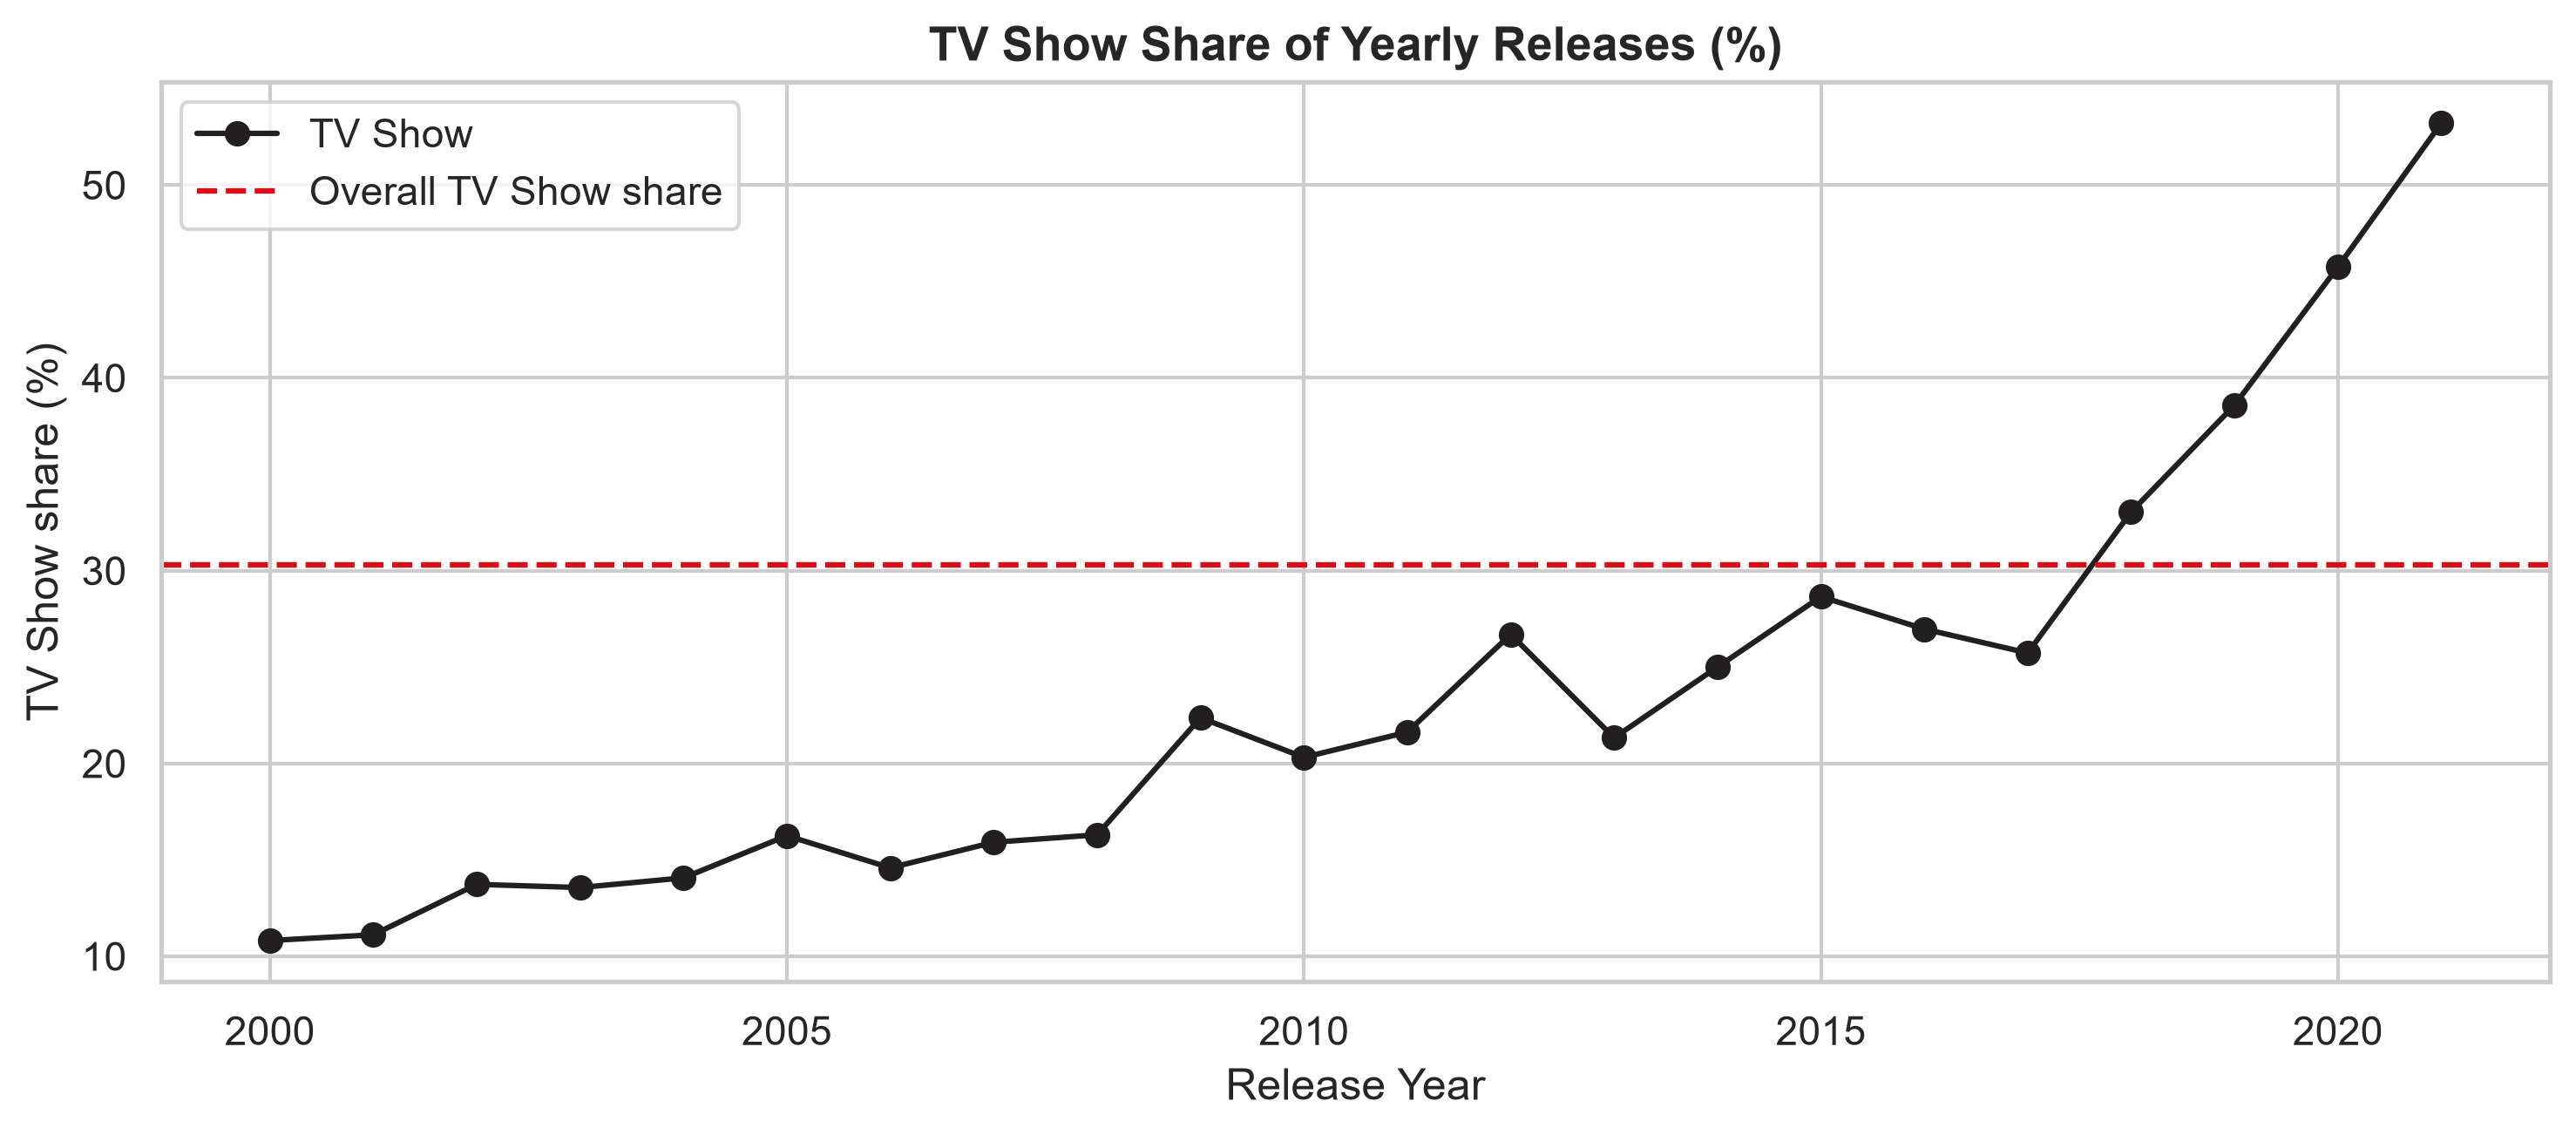 TV Show Share of Yearly Releases (%)
TV Show
Overall TV Show share
TV Show share (%)
50
40
30
20
10
2000 2005 2010 2015 2020
Release Year